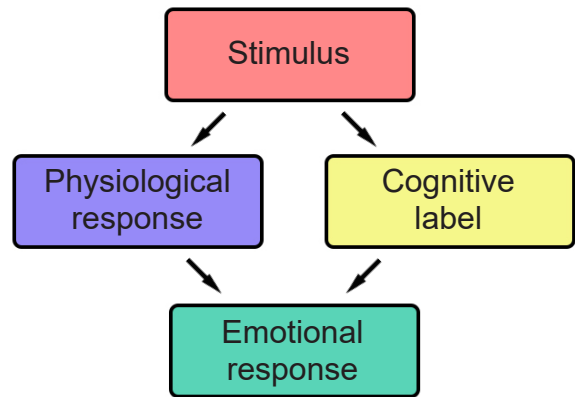 Stimulus
Physiological
response
Cognitive
label
Emotional
response